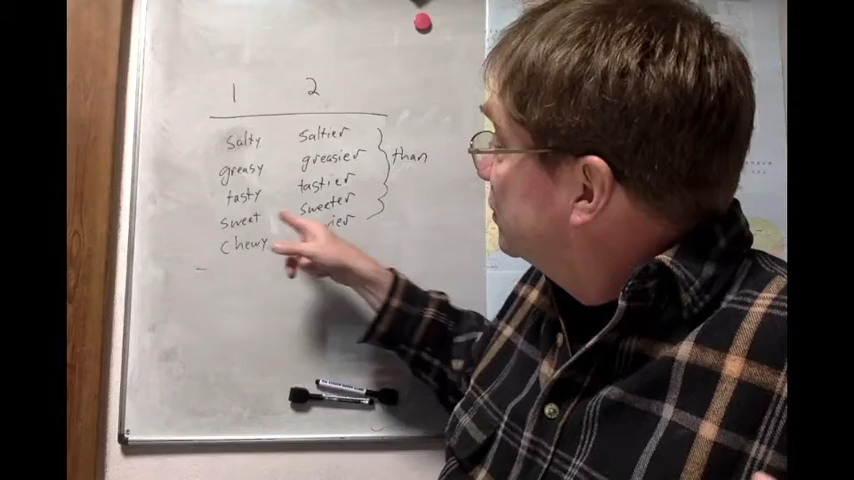 1 2
salty saltier
greasy greasier than
tasty tastier
sweet sweeter
chewy